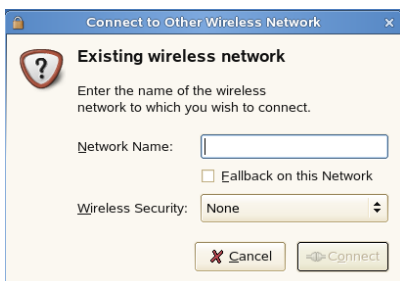 Connect to Other Wireless Network
Existing wireless network
Enter the name of the wireless
network to which you wish to connect.
Network Name:
Fallback on this Network
Wireless Security: None
Cancel Connect